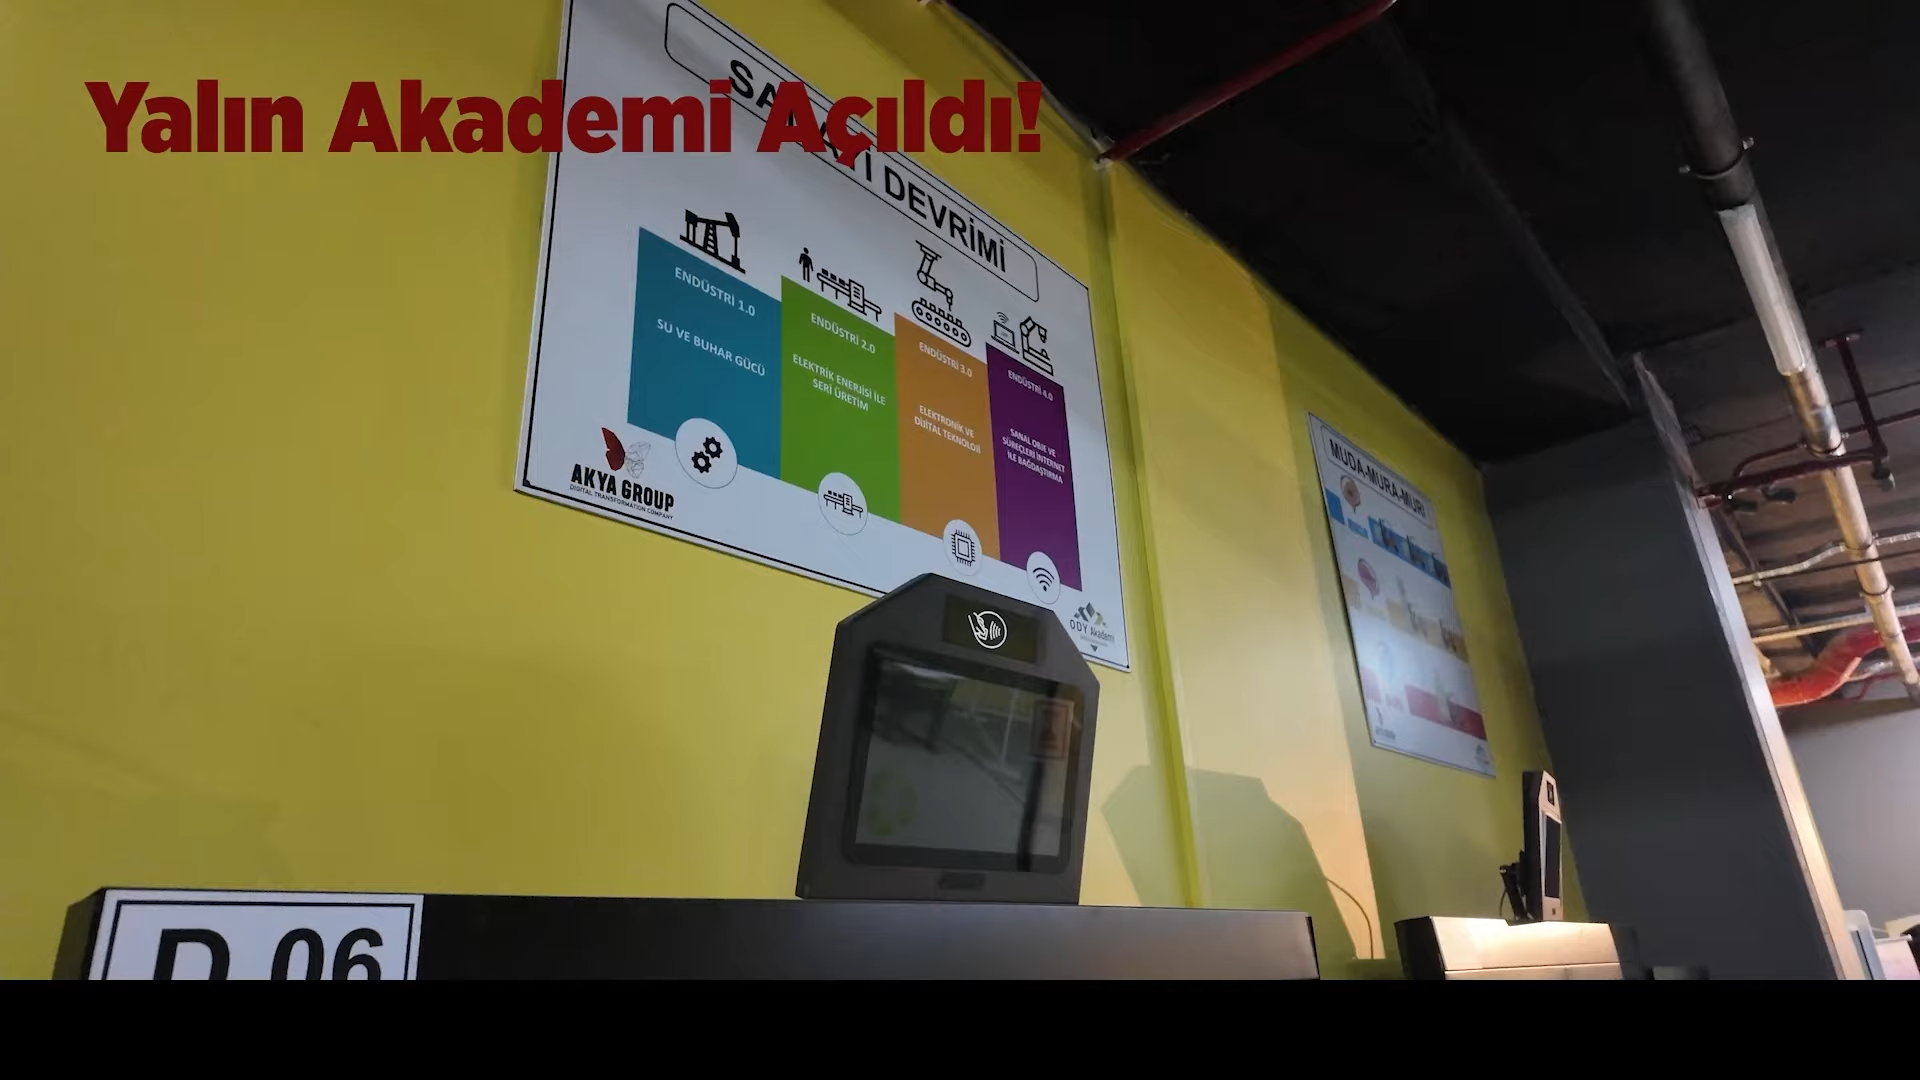 Yalın Akademi Açıldı!
SANAYİ DEVRİMİ
ENDÜSTRİ 1.0
SU VE BUHAR GÜCÜ
ENDÜSTRİ 2.0
ELEKTRİK ENERJİSİ İLE
SERİ ÜRETİM
ENDÜSTRİ 3.0
ELEKTRONİK VE
DİJİTAL TEKNOLOJİ
ENDÜSTRİ 4.0
SANAL OBJE VE
SÜREÇLERİ İNTERNET
İLE BAĞDAŞTIRMA
AKYA GROUP
DIGITAL TRANSFORMATION COMPANY
ODY Akademi
MUDA-MURA-MURI
D 06